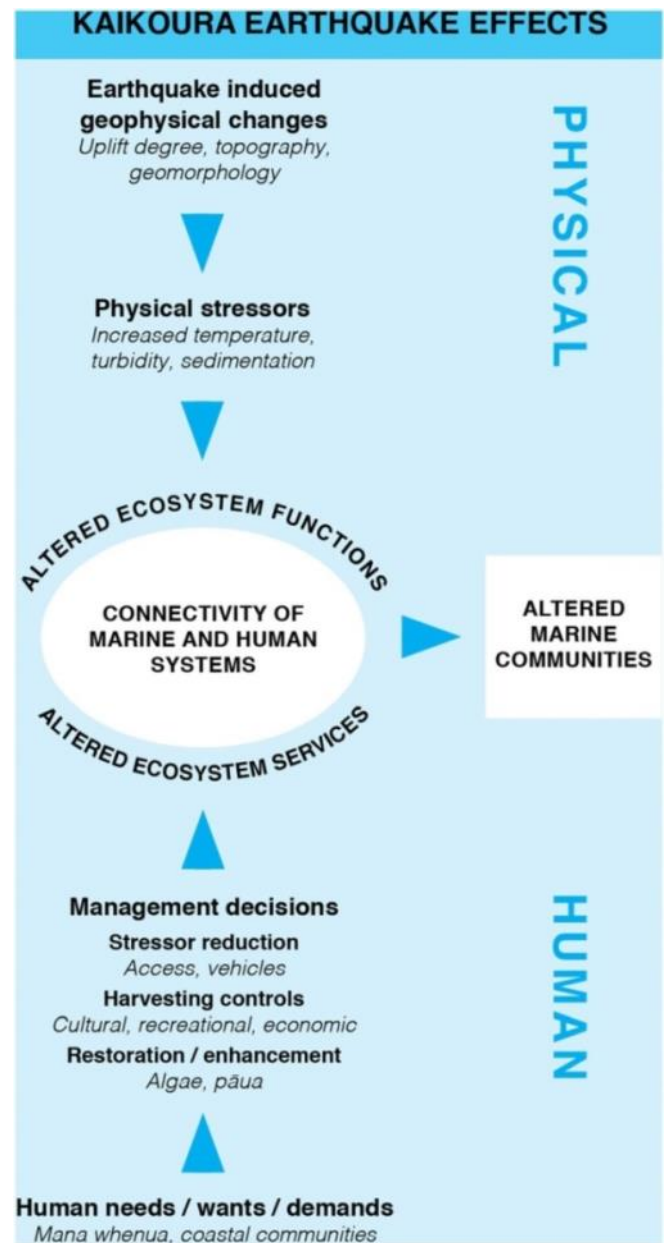 KAIKOURA EARTHQUAKE EFFECTS
Earthquake induced
geophysical changes
Uplift degree, topography,
geomorphology
PHYSICAL
Physical stressors
Increased temperature,
turbidity, sedimentation
ALTERED ECOSYSTEM FUNCTIONS
CONNECTIVITY OF
MARINE AND HUMAN
SYSTEMS
ALTERED ECOSYSTEM SERVICES
ALTERED
MARINE
COMMUNITIES
Management decisions
Stressor reduction
Access, vehicles
Harvesting controls
Cultural, recreational, economic
Restoration / enhancement
Algae, pāua
HUMAN
Human needs / wants / demands
Mana whenua, coastal communities